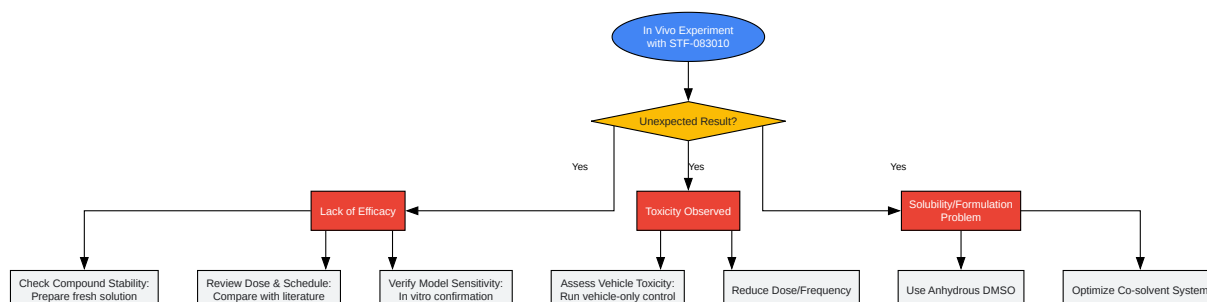 In Vivo Experiment
with STF-083010
Unexpected Result?
Yes
Yes
Yes
Lack of Efficacy
Toxicity Observed
Solubility/Formulation
Problem
Check Compound Stability:
Prepare fresh solution
Review Dose & Schedule:
Compare with literature
Verify Model Sensitivity:
In vitro confirmation
Assess Vehicle Toxicity:
Run vehicle-only control
Reduce Dose/Frequency
Use Anhydrous DMSO
Optimize Co-solvent System